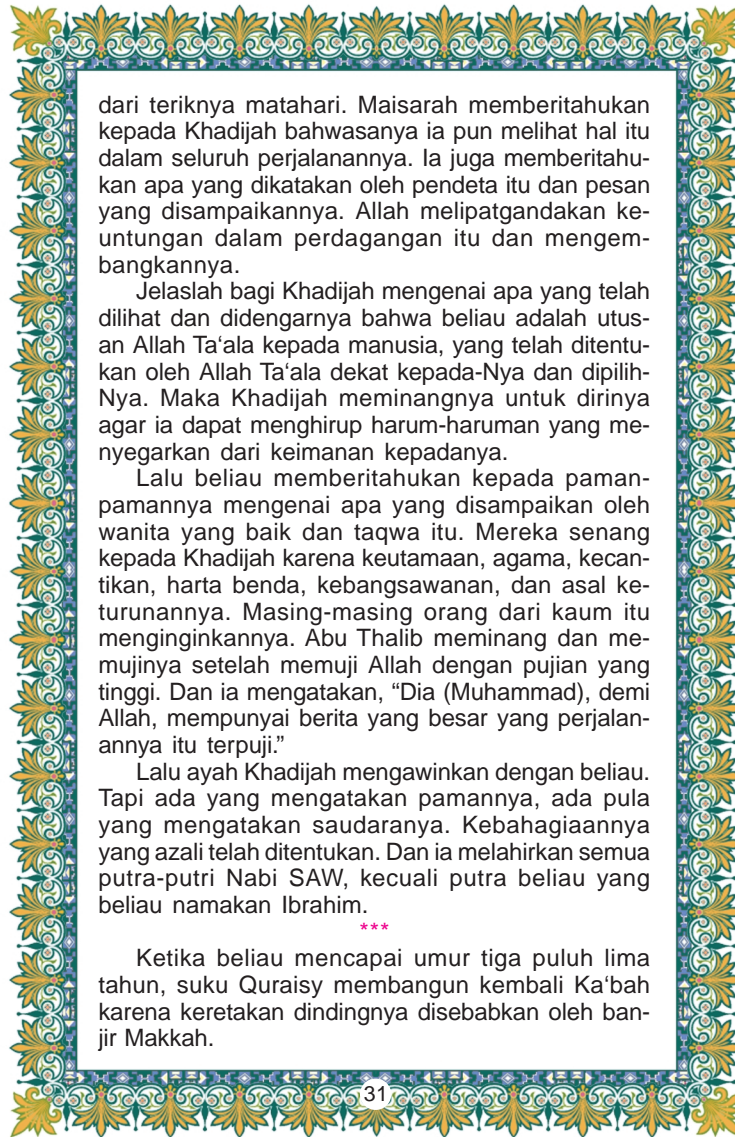 dari teriknya matahari. Maisarah memberitahukan
kepada Khadijah bahwasanya ia pun melihat hal itu
dalam seluruh perjalanannya. Ia juga memberitahu-
kan apa yang dikatakan oleh pendeta itu dan pesan
yang disampaikannya. Allah melipatgandakan ke-
untungan dalam perdagangan itu dan mengem-
bangkannya.
Jelaslah bagi Khadijah mengenai apa yang telah
dilihat dan didengarnya bahwa beliau adalah utus-
an Allah Ta‘ala kepada manusia, yang telah ditentu-
kan oleh Allah Ta‘ala dekat kepada-Nya dan dipilih-
Nya. Maka Khadijah meminangnya untuk dirinya
agar ia dapat menghirup harum-haruman yang me-
nyegarkan dari keimanan kepadanya.
Lalu beliau memberitahukan kepada paman-
pamannya mengenai apa yang disampaikan oleh
wanita yang baik dan taqwa itu. Mereka senang
kepada Khadijah karena keutamaan, agama, kecan-
tikan, harta benda, kebangsawanan, dan asal ke-
turunannya. Masing-masing orang dari kaum itu
menginginkannya. Abu Thalib meminang dan me-
mujinya setelah memuji Allah dengan pujian yang
tinggi. Dan ia mengatakan, “Dia (Muhammad), demi
Allah, mempunyai berita yang besar yang perjalan-
annya itu terpuji.”
Lalu ayah Khadijah mengawinkan dengan beliau.
Tapi ada yang mengatakan pamannya, ada pula
yang mengatakan saudaranya. Kebahagiaannya
yang azali telah ditentukan. Dan ia melahirkan semua
putra-putri Nabi SAW, kecuali putra beliau yang
beliau namakan Ibrahim.
***
Ketika beliau mencapai umur tiga puluh lima
tahun, suku Quraisy membangun kembali Ka‘bah
karena keretakan dindingnya disebabkan oleh ban-
jir Makkah.
31